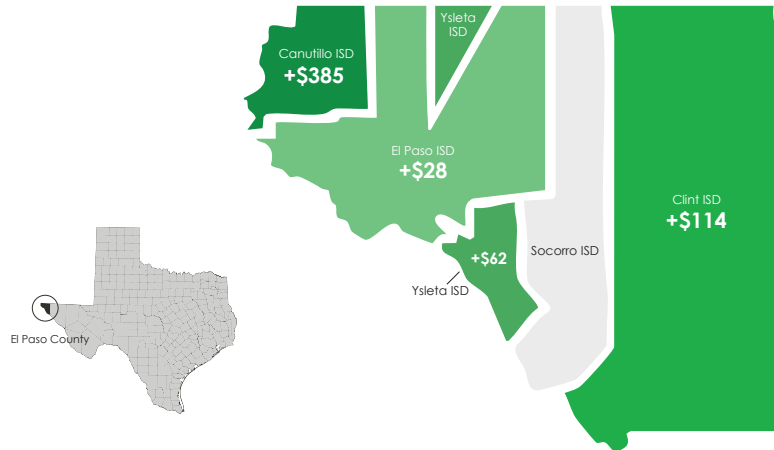 Ysleta
ISD
Canutillo ISD
+$385
El Paso ISD
+$28
Clint ISD
+$114
Socorro ISD
+$62
Ysleta ISD
El Paso County